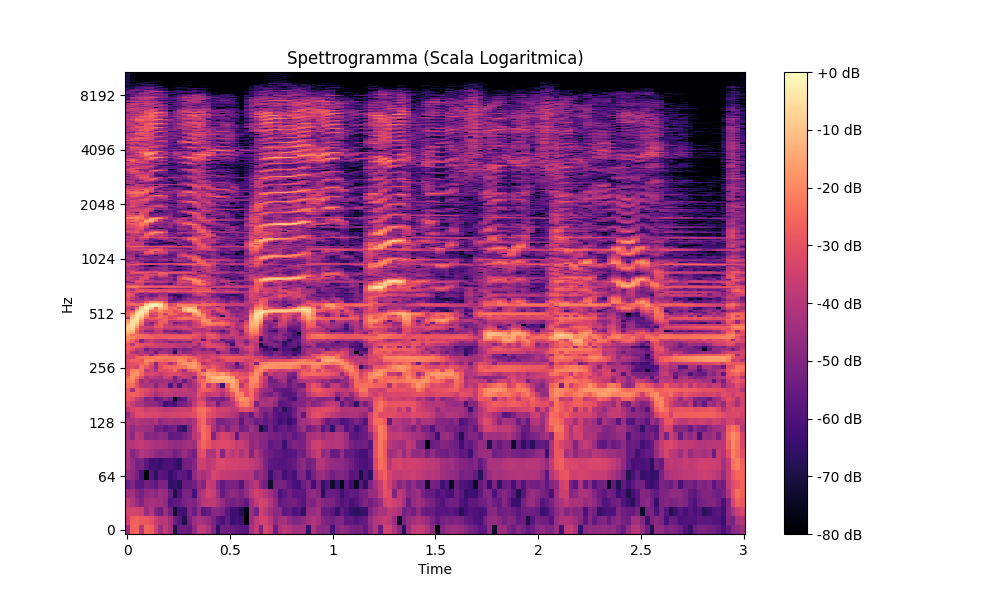 Spettrogramma (Scala Logaritmica)
Hz
8192
4096
2048
1024
512
256
128
64
0
0
0.5
1
1.5
2
2.5
3
Time
+0 dB
-10 dB
-20 dB
-30 dB
-40 dB
-50 dB
-60 dB
-70 dB
-80 dB